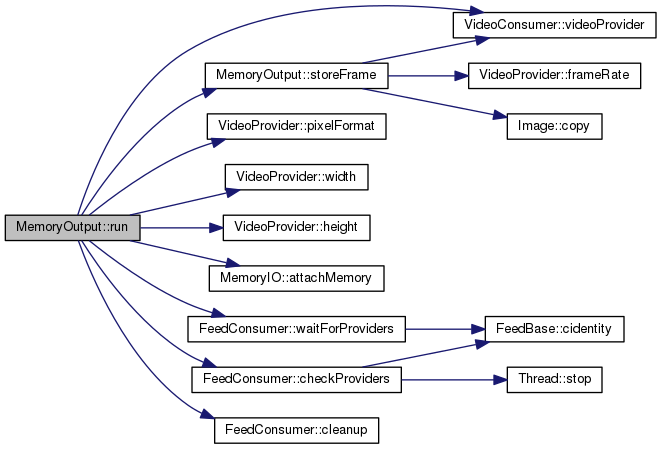 VideoConsumer::videoProvider
MemoryOutput::storeFrame
VideoProvider::frameRate
VideoProvider::pixelFormat
Image::copy
VideoProvider::width
MemoryOutput::run
VideoProvider::height
MemoryIO::attachMemory
FeedConsumer::waitForProviders
FeedBase::cidentity
FeedConsumer::checkProviders
Thread::stop
FeedConsumer::cleanup